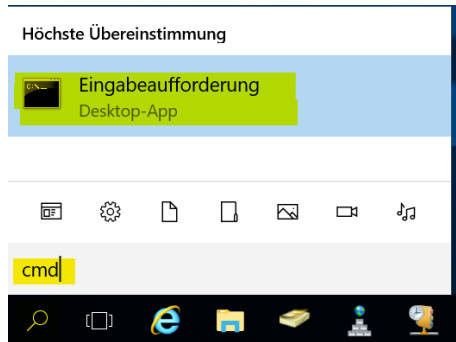 Höchste Übereinstimmung
C:\_
Eingabeaufforderung
Desktop-App
cmd